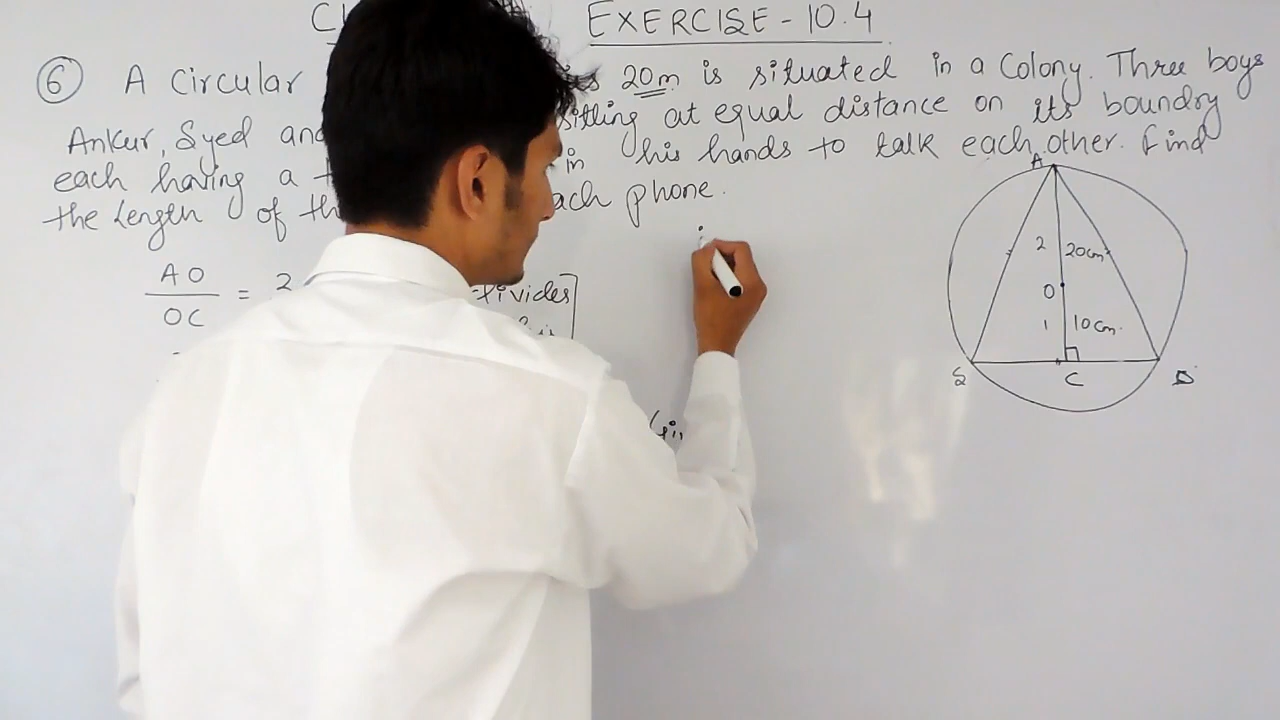 EXERCISE - 10.4
6 A Circular 20m is situated in a Colony. Three boys
Ankur, Syed and sitting at equal distance on its boundry
each having a in his hands to talk each other. Find
the Length of each phone.
AO
OC
= 2
divides
A
2 20cm
O
1 10cm.
S C D